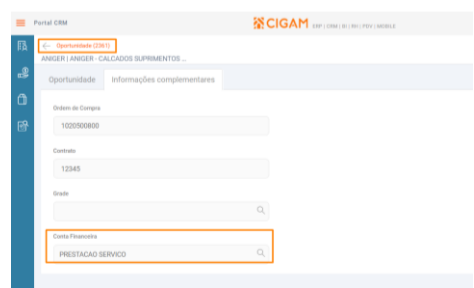 Portal CRM
CIGAM ERP | CRM | BI | RH | PDV | MOBILE
← Oportunidade (3361)
ANIGER | ANIGER - CALCADOS SUPRIMENTOS ...
Oportunidade Informações complementares
Ordem de Compra
1020500800
Contrato
12345
Grade
Conta Financeira
PRESTACAO SERVICO